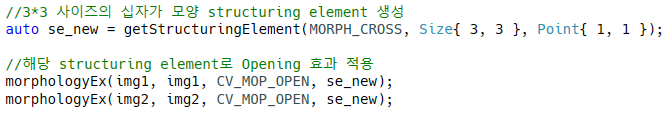 //3*3 사이즈의 십자가 모양 structuring element 생성
auto se_new = getStructuringElement(MORPH_CROSS, Size{ 3, 3 }, Point{ 1, 1 });
//해당 structuring element로 Opening 효과 적용
morphologyEx(img1, img1, CV_MOP_OPEN, se_new);
morphologyEx(img2, img2, CV_MOP_OPEN, se_new);